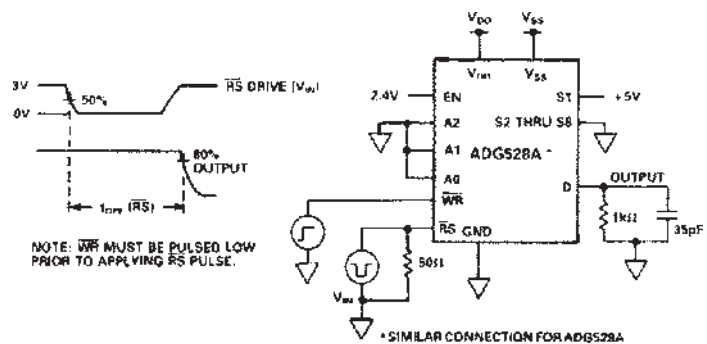 3V
50%
0V
RS DRIVE (VIN)
80%
OUTPUT
tOFF (RS)
NOTE: WR MUST BE PULSED LOW
PRIOR TO APPLYING RS PULSE.
VDD
VSS
VDD
VSS
2.4V
EN
S1
+5V
A2
S2 THRU S8
A1
ADG528A *
A0
D
OUTPUT
WR
1kΩ
35pF
RS
GND
50Ω
VIN
* SIMILAR CONNECTION FOR ADG529A